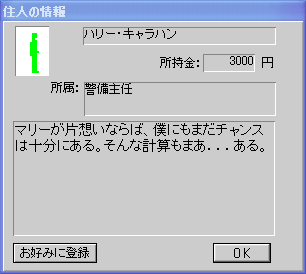 住人の情報
ハリー・キャラハン
所持金: 3000 円
所属: 警備主任
マリーが片想いならば、僕にもまだチャンス
は十分にある。そんな計算もまあ...ある。
お好みに登録 OK